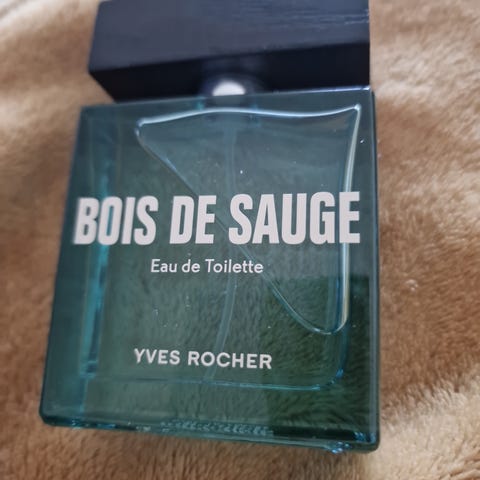 BOIS DE SAUGE
Eau de Toilette
YVES ROCHER